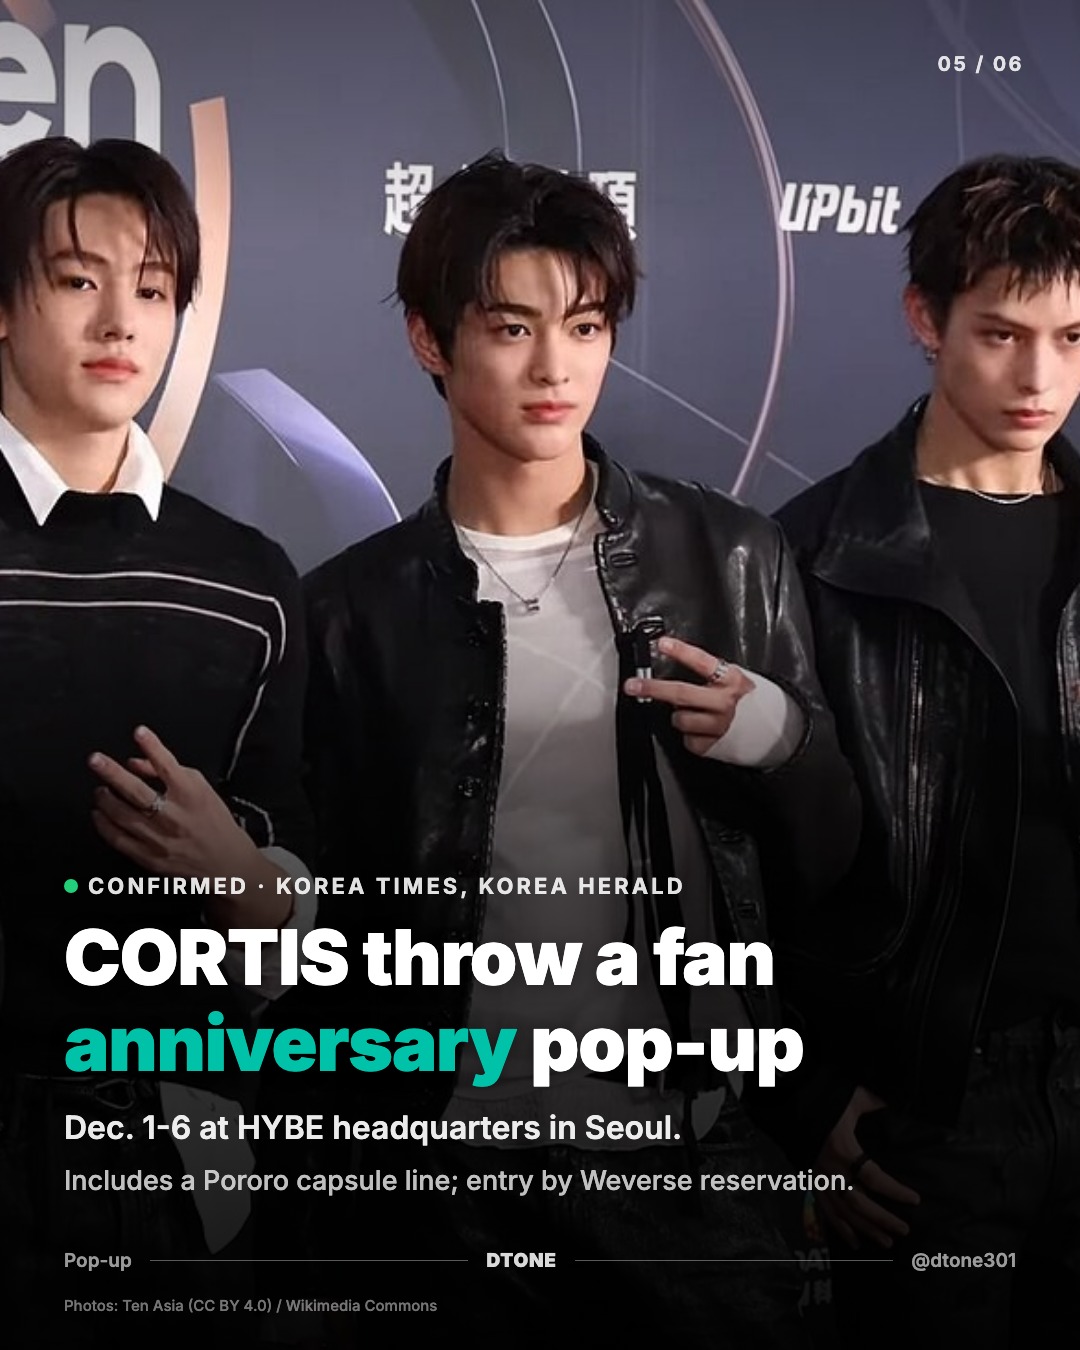 05 / 06
en
超
頂
UPbit
CONFIRMED · KOREA TIMES, KOREA HERALD
CORTIS throw a fan
anniversary pop-up
Dec. 1-6 at HYBE headquarters in Seoul.
Includes a Pororo capsule line; entry by Weverse reservation.
Pop-up
DTONE
@dtone301
Photos: Ten Asia (CC BY 4.0) / Wikimedia Commons